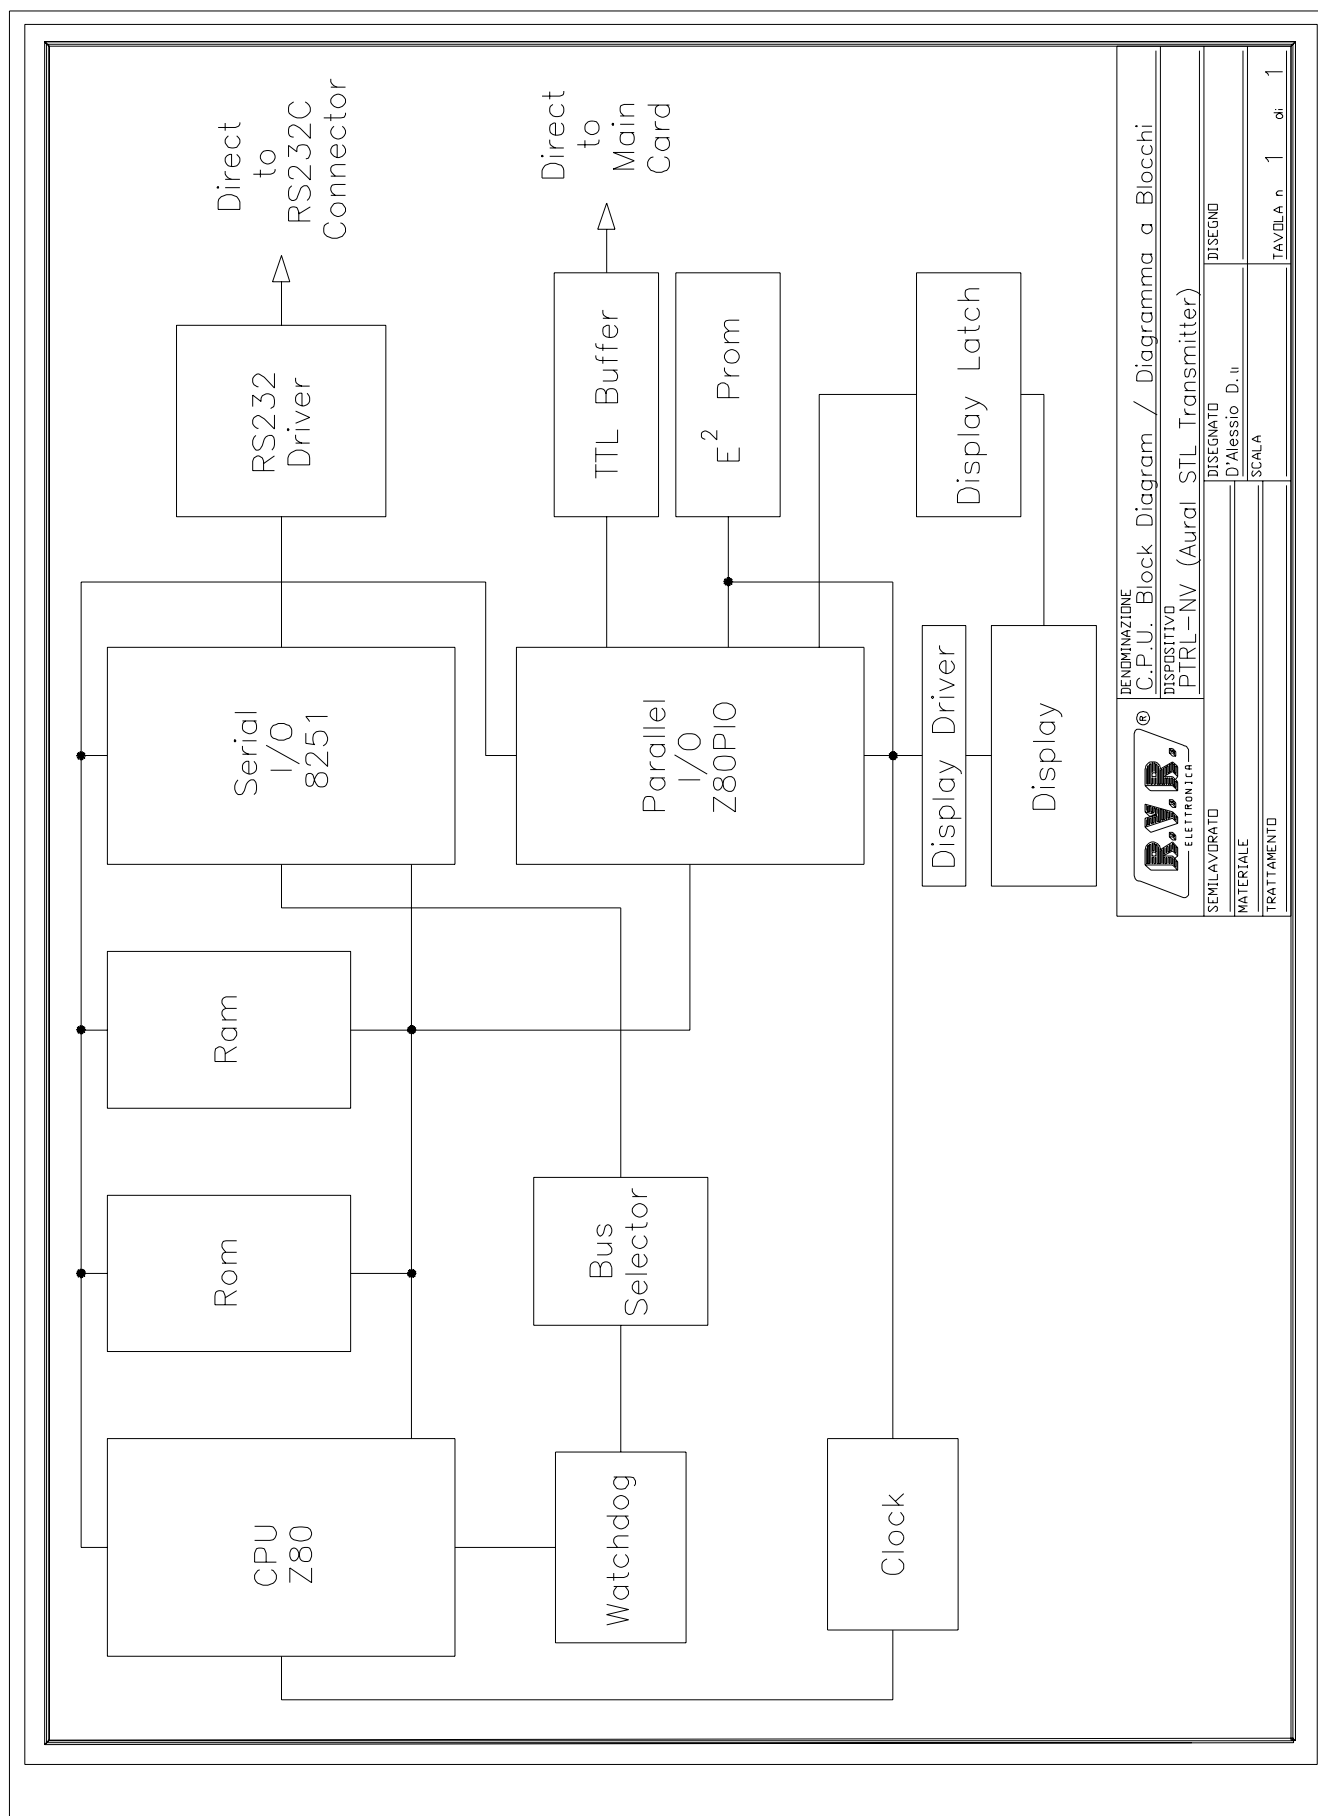 CPU
Z80
Rom
Ram
Serial
I/O
8251
RS232
Driver
Direct
to
RS232C
Connector
Watchdog
Bus
Selector
Parallel
I/O
Z80PIO
TTL Buffer
Direct
to
Main
Card
E² Prom
Clock
Display Driver
Display
Display Latch
R.V.R.®
ELETTRONICA
DENOMINAZIONE
C.P.U. Block Diagram / Diagramma a Blocchi
DISPOSITIVO
PTRL-NV (Aural STL Transmitter)
SEMILAVORATO
MATERIALE
TRATTAMENTO
DISEGNATO
D'Alessio D.
SCALA
DISEGNO
TAVOLA n 1 di 1